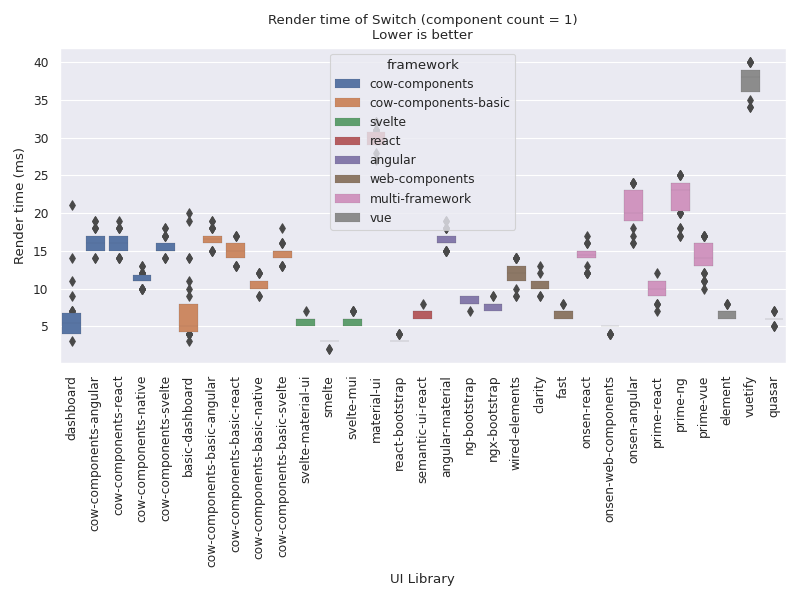 Render time of Switch (component count = 1)
Lower is better
Render time (ms)
40
35
30
25
20
15
10
5
framework
cow-components
cow-components-basic
svelte
react
angular
web-components
multi-framework
vue
dashboard
cow-components-angular
cow-components-react
cow-components-native
cow-components-svelte
basic-dashboard
cow-components-basic-angular
cow-components-basic-react
cow-components-basic-native
cow-components-basic-svelte
svelte-material-ui
smelte
svelte-mui
material-ui
react-bootstrap
semantic-ui-react
angular-material
ng-bootstrap
ngx-bootstrap
wired-elements
clarity
fast
onsen-react
onsen-web-components
onsen-angular
prime-react
prime-ng
prime-vue
element
vuetify
quasar
UI Library